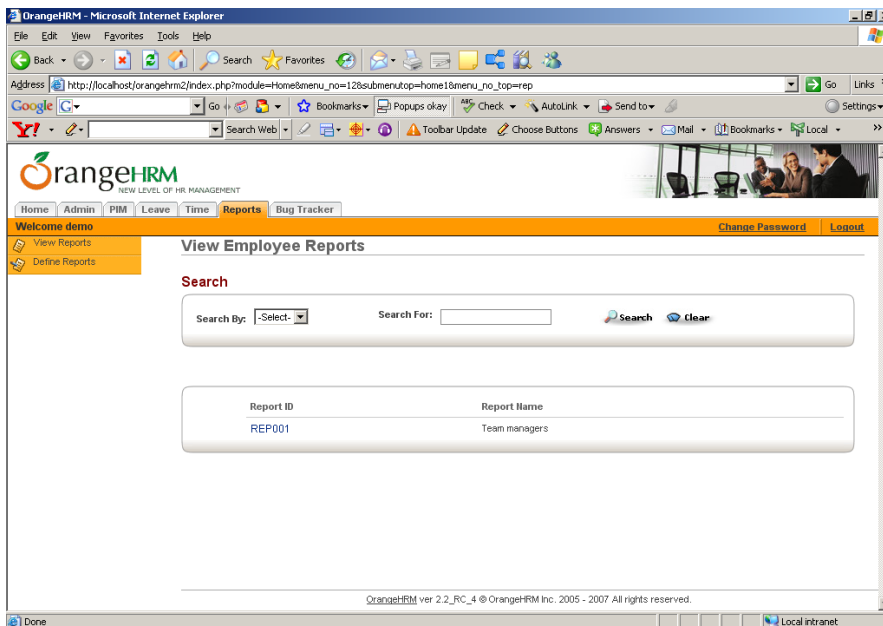 OrangeHRM - Microsoft Internet Explorer
File Edit View Favorites Tools Help
Back Search Favorites
Address http://localhost/orangehrm2/index.php?module=Home&menu_no=12&submenutop=home1&menu_no_top=rep Go Links
Google G Go Bookmarks Popups okay Check AutoLink Send to Settings
Y! Search Web Toolbar Update Choose Buttons Answers Mail Bookmarks Local >>
OrangeHRM
NEW LEVEL OF HR MANAGEMENT
Home Admin PIM Leave Time Reports Bug Tracker
Welcome demo Change Password Logout
View Reports
Define Reports
View Employee Reports
Search
Search By: -Select- Search For: Search Clear
Report ID Report Name
REP001 Team managers
OrangeHRM ver 2.2_RC_4 © OrangeHRM Inc. 2005 - 2007 All rights reserved.
Done Local intranet